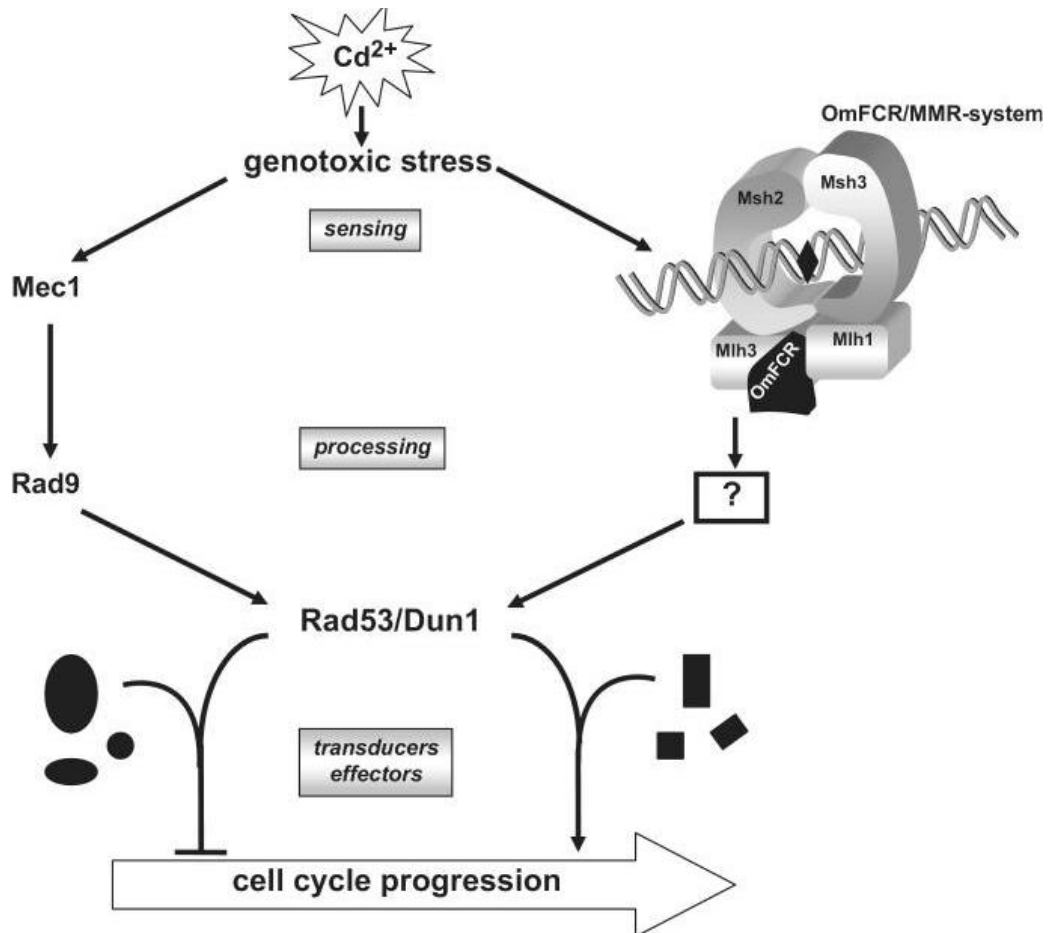 Cd2+
genotoxic stress
OmFCR/MMR-system
Msh2
Msh3
sensing
Mec1
Mlh3
Mlh1
OmFCR
processing
Rad9
?
Rad53/Dun1
transducers
effectors
cell cycle progression